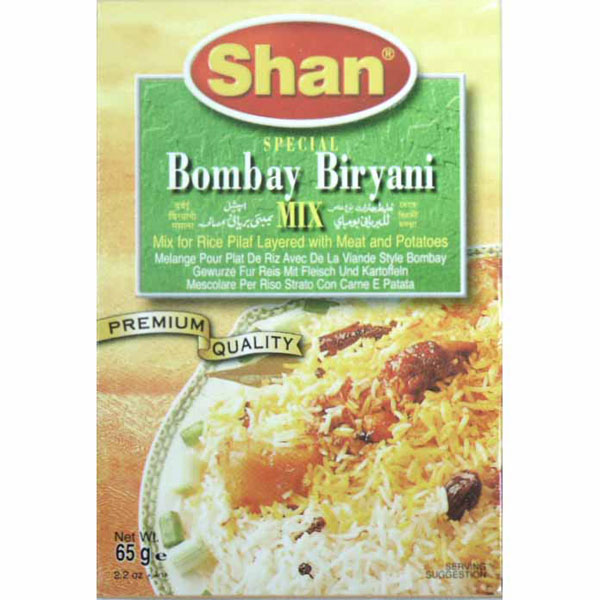 Shan®
SPECIAL
Bombay Biryani
MIX
Mix for Rice Pilaf Layered with Meat and Potatoes
Melange Pour Plat De Riz Avec De La Viande Style Bombay
Gewurze Fur Reis Mit Fleisch Und Kartoffeln
Mescolare Per Riso Strato Con Carne E Patata
PREMIUM
QUALITY
Net Wt.
65 g e
2.2 oz
SERVING
SUGGESTION